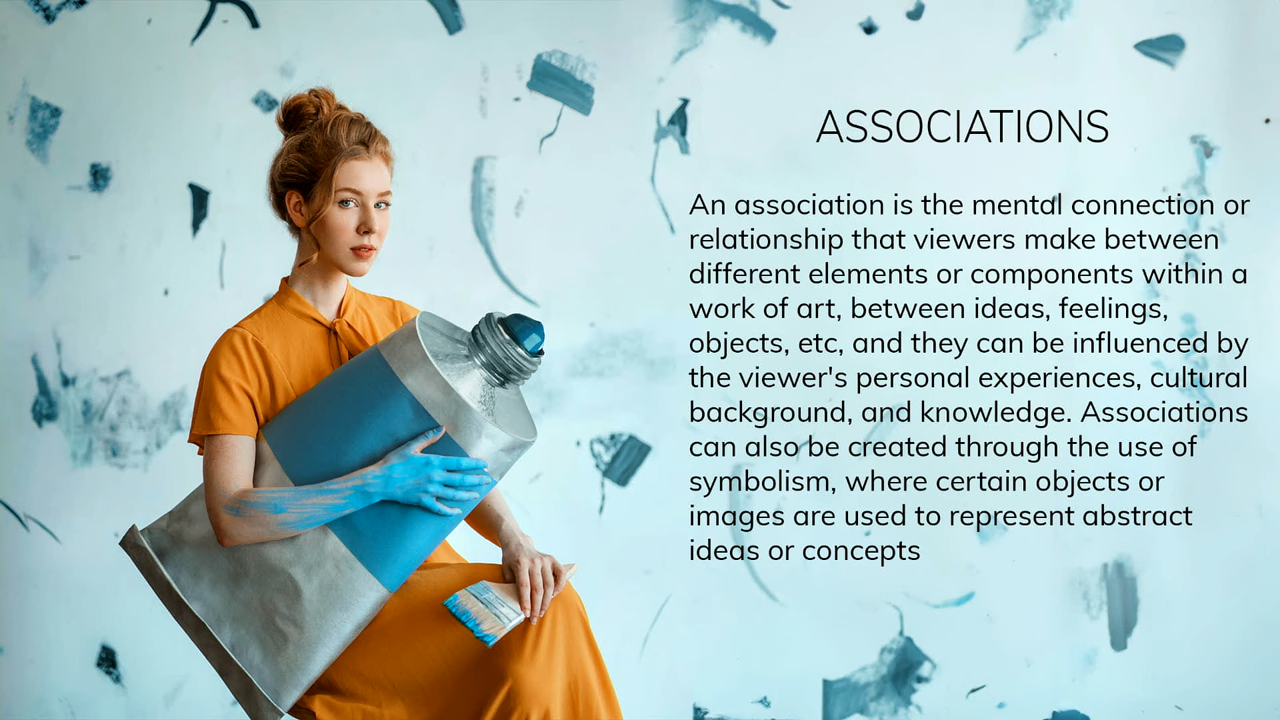 ASSOCIATIONS
An association is the mental connection or
relationship that viewers make between
different elements or components within a
work of art, between ideas, feelings,
objects, etc, and they can be influenced by
the viewer's personal experiences, cultural
background, and knowledge. Associations
can also be created through the use of
symbolism, where certain objects or
images are used to represent abstract
ideas or concepts